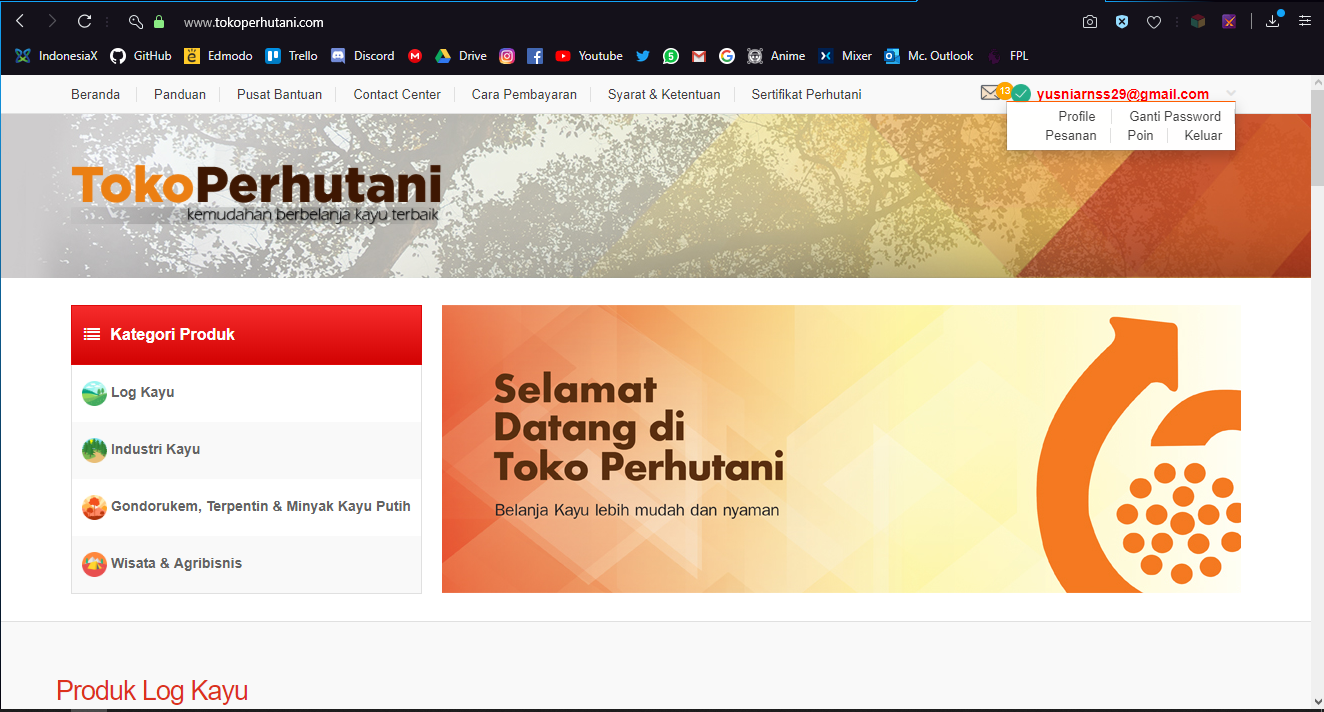 www.tokoperhutani.com
IndonesiaX GitHub Edmodo Trello Discord Drive Youtube Anime Mixer Mc. Outlook FPL
Beranda Panduan Pusat Bantuan Contact Center Cara Pembayaran Syarat & Ketentuan Sertifikat Perhutani 13 yusniarnss29@gmail.com
Profile Ganti Password
Pesanan Poin Keluar
TokoPerhutani
kemudahan berbelanja kayu terbaik
Kategori Produk
Log Kayu
Industri Kayu
Gondorukem, Terpentin & Minyak Kayu Putih
Wisata & Agribisnis
Selamat
Datang di
Toko Perhutani
Belanja Kayu lebih mudah dan nyaman
Produk Log Kayu